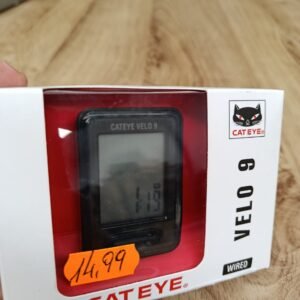 CATEYE VELO 9
14,99
CATEYE®
CATEYE®
VELO 9
WIRED